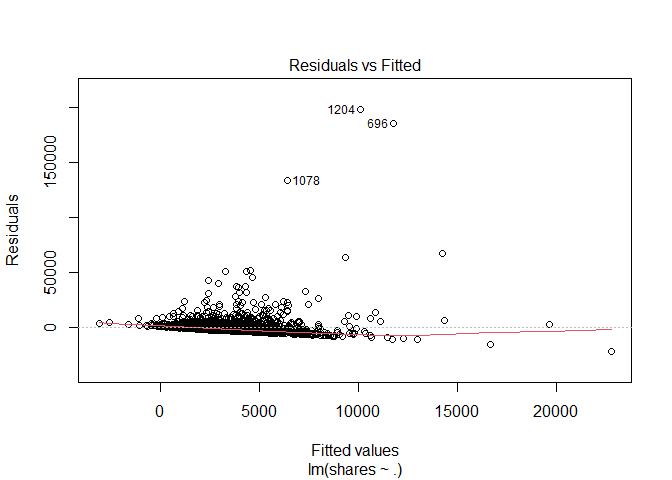 Residuals vs Fitted
Residuals
150000
50000
0
1204
696
1078
0
5000
10000
15000
20000
Fitted values
lm(shares ~ .)